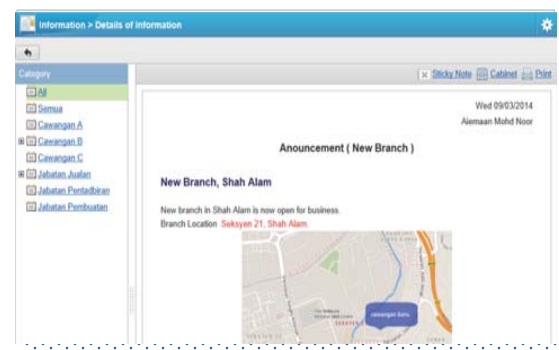 Information > Details of information
Category
Sticky Note Cabinet Print
All
Semua
Cawangan A
Cawangan B
Cawangan C
Jabatan Jualan
Jabatan Pentadbiran
Jabatan Pembuatan
Wed 09/03/2014
Aiemaan Mohd Noor
Anouncement ( New Branch )
New Branch, Shah Alam
New branch in Shah Alam is now open for business.
Branch Location Seksyen 21, Shah Alam.